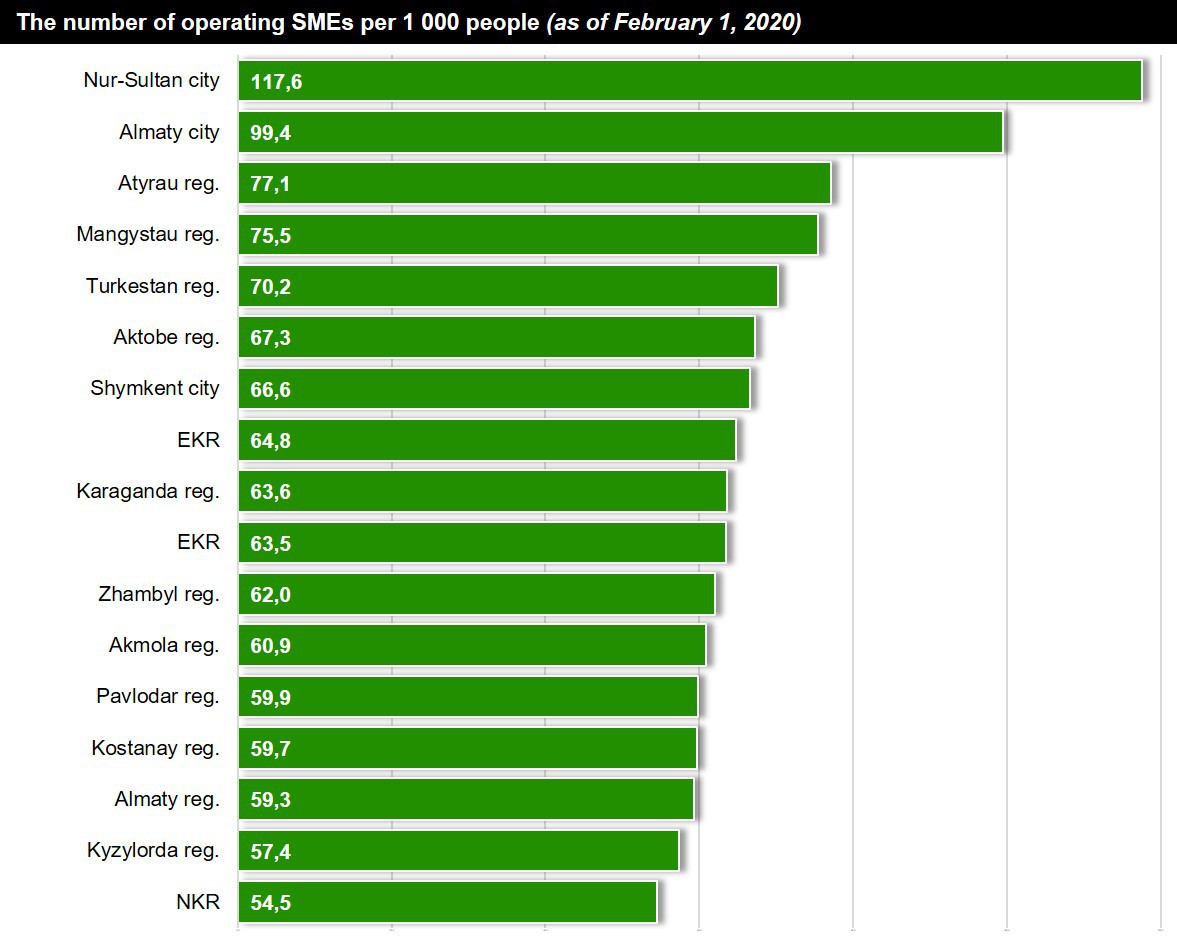 The number of operating SMEs per 1 000 people (as of February 1, 2020)
Nur-Sultan city 117,6
Almaty city 99,4
Atyrau reg. 77,1
Mangystau reg. 75,5
Turkestan reg. 70,2
Aktobe reg. 67,3
Shymkent city 66,6
EKR 64,8
Karaganda reg. 63,6
EKR 63,5
Zhambyl reg. 62,0
Akmola reg. 60,9
Pavlodar reg. 59,9
Kostanay reg. 59,7
Almaty reg. 59,3
Kyzylorda reg. 57,4
NKR 54,5